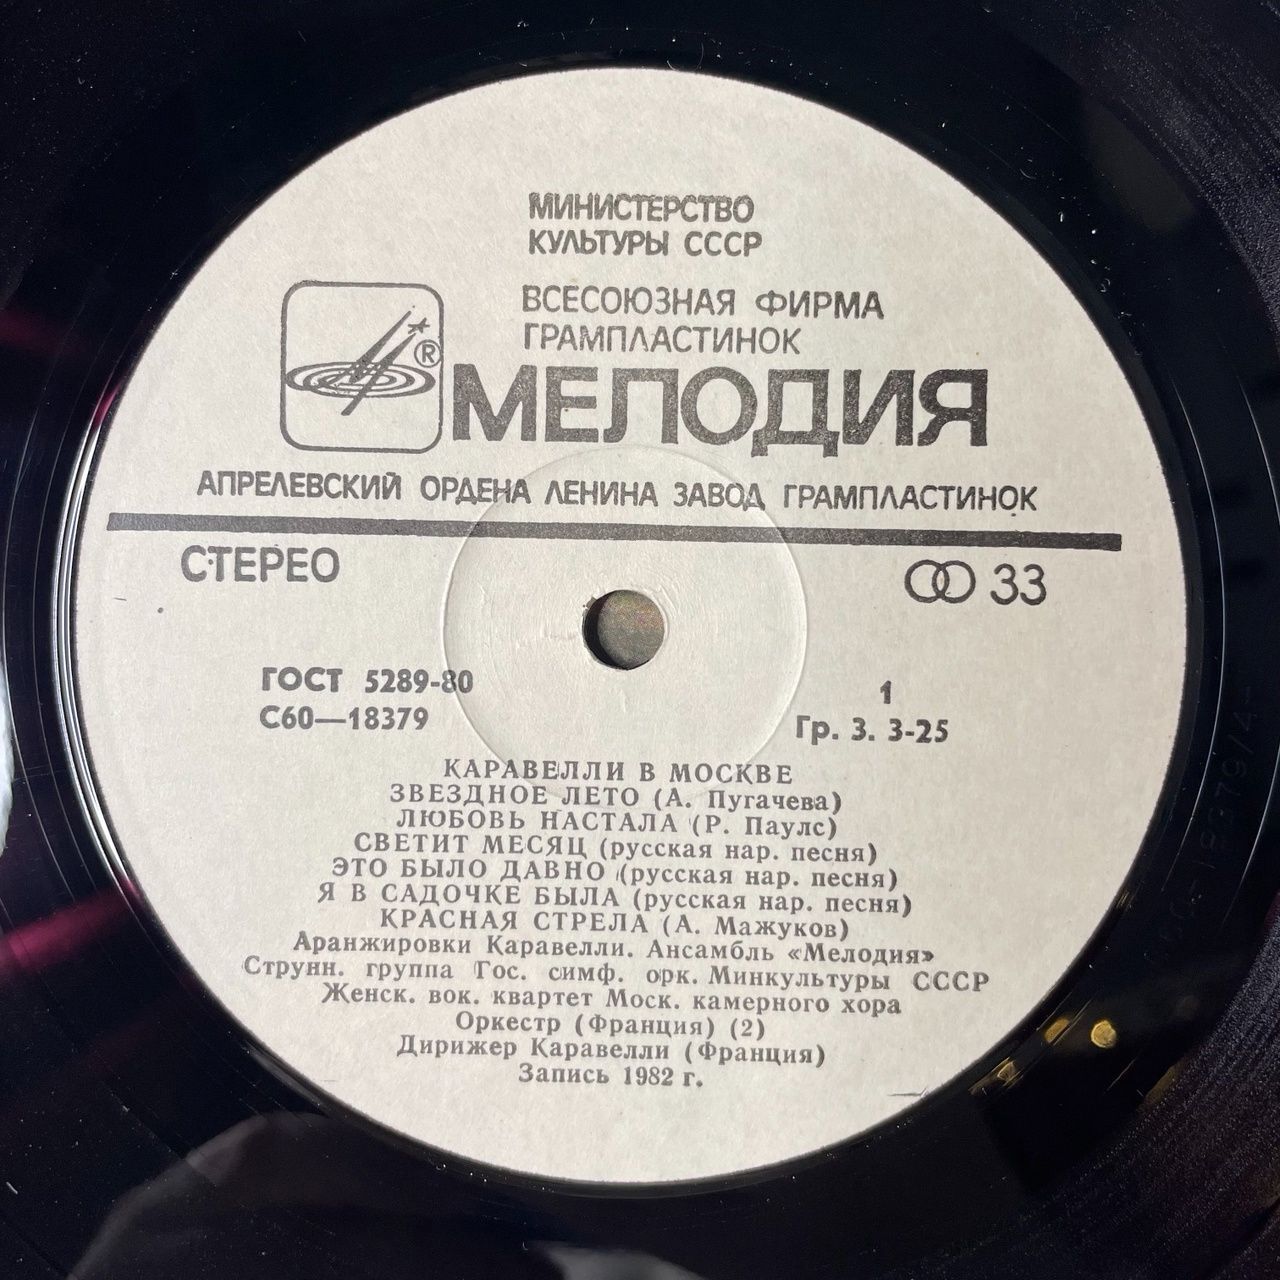 МИНИСТЕРСТВО
КУЛЬТУРЫ СССР
ВСЕСОЮЗНАЯ ФИРМА
ГРАМПЛАСТИНОК
®
МЕЛОДИЯ
АПРЕЛЕВСКИЙ ОРДЕНА ЛЕНИНА ЗАВОД ГРАМПЛАСТИНОК
СТЕРЕО
33
ГОСТ 5289-80
С60—18379
1
Гр. 3. 3-25
КАРАВЕЛЛИ В МОСКВЕ
ЗВЕЗДНОЕ ЛЕТО (А. Пугачева)
ЛЮБОВЬ НАСТАЛА (Р. Паулс)
СВЕТИТ МЕСЯЦ (русская нар. песня)
ЭТО БЫЛО ДАВНО (русская нар. песня)
Я В САДОЧКЕ БЫЛА (русская нар. песня)
КРАСНАЯ СТРЕЛА (А. Мажуков)
Аранжировки Каравелли. Ансамбль «Мелодия»
Струнн. группа Гос. симф. орк. Минкультуры СССР
Женск. вок. квартет Моск. камерного хора
Оркестр (Франция) (2)
Дирижер Каравелли (Франция)
Запись 1982 г.